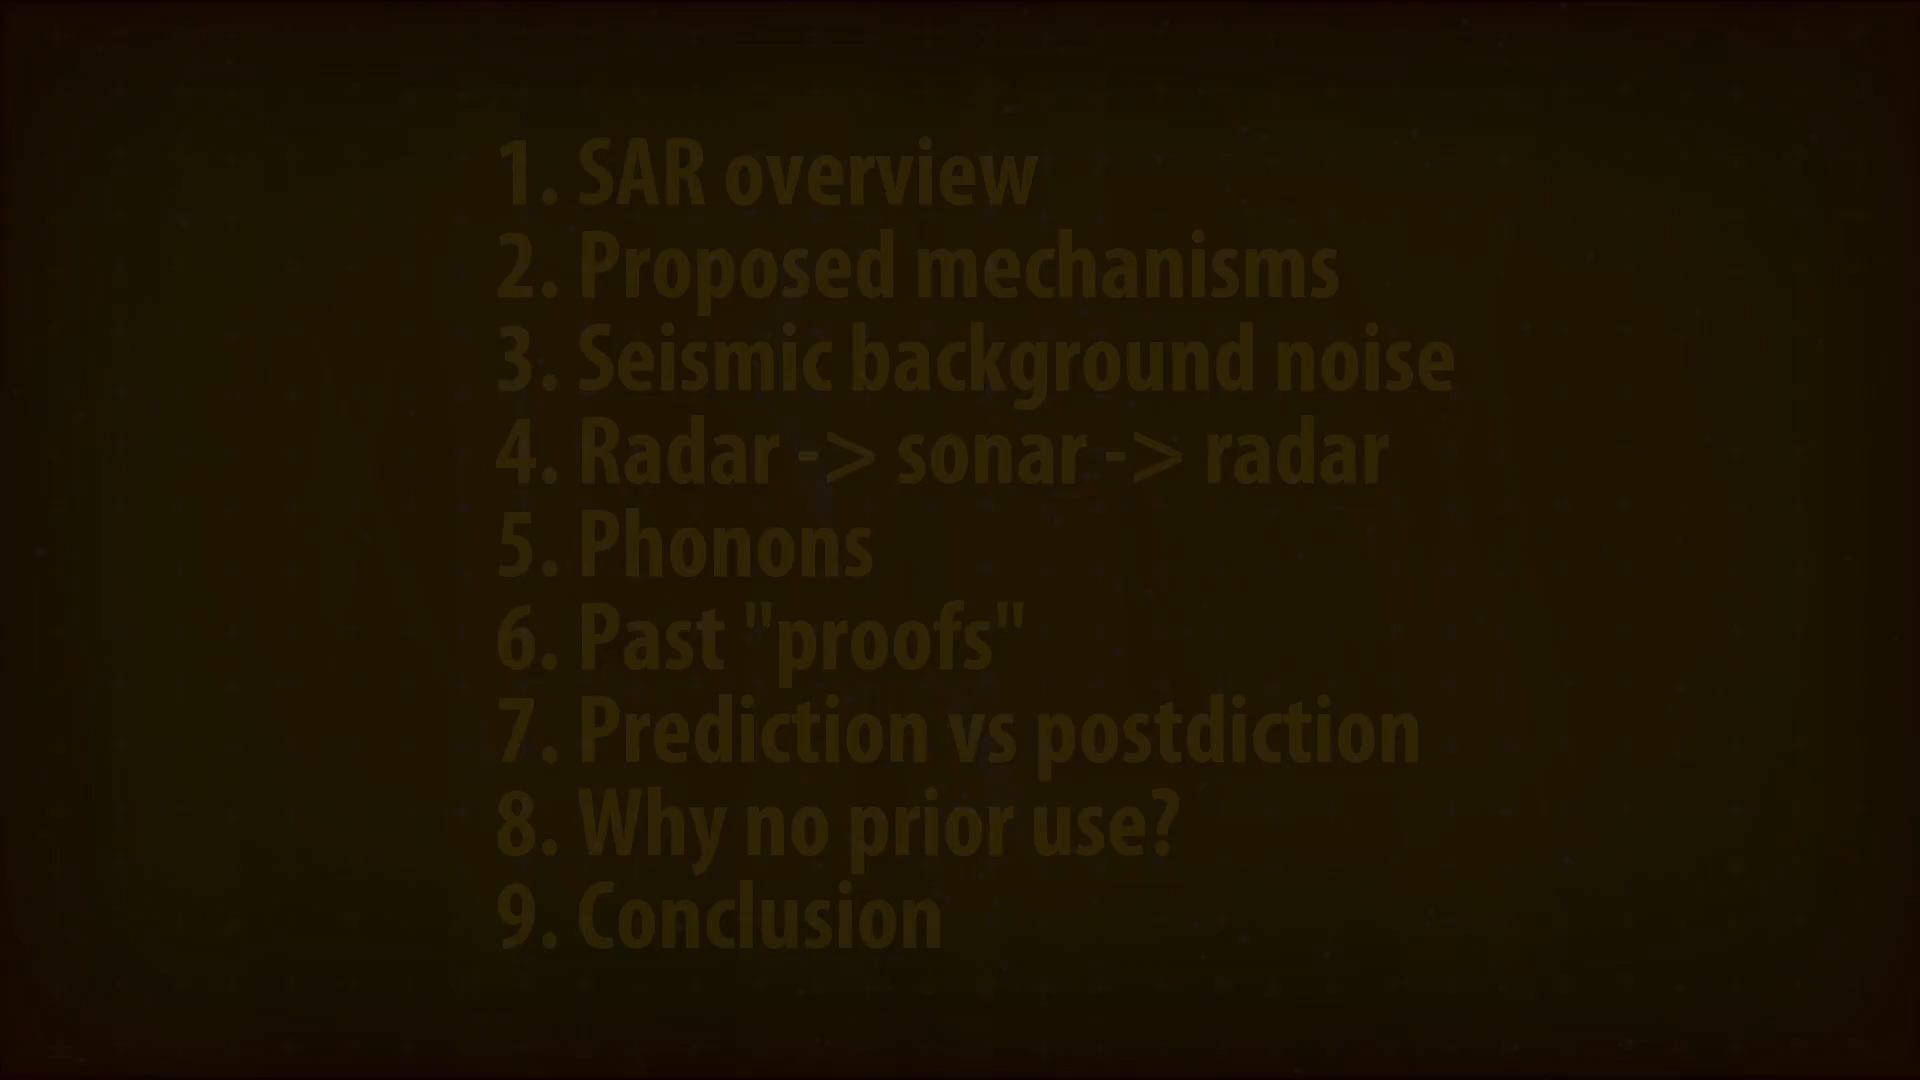 1. SAR overview
2. Proposed mechanisms
3. Seismic background noise
4. Radar -> sonar -> radar
5. Phonons
6. Past "proofs"
7. Prediction vs postdiction
8. Why no prior use?
9. Conclusion